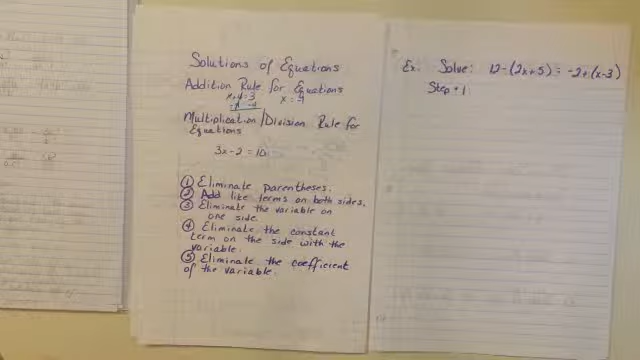 Solutions of Equations
Addition Rule for Equations
x+4=3 x=-1
-4 -4
Multiplication/Division Rule for
Equations
3x-2=10
① Eliminate parentheses.
② Add like terms on both sides.
③ Eliminate the variable on
one side.
④ Eliminate the constant
term on the side with the
variable.
⑤ Eliminate the coefficient
of the variable.
Ex. Solve: 12-(2x+5)=-2+(x-3)
Step 1